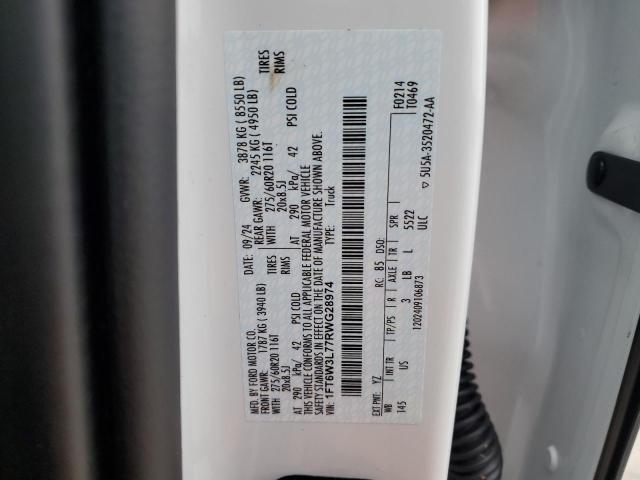 MFD. BY FORD MOTOR CO.
DATE: 09/24 GVWR: 3878 KG ( 8550 LB)
FRONT GAWR: 1787 KG ( 3940 LB) REAR GAWR: 2245 KG ( 4950 LB)
WITH 275/60R20 116T TIRES WITH 275/60R20 116T TIRES
20x8.5J RIMS 20x8.5J RIMS
AT 290 kPa/ 42 PSI COLD AT 290 kPa/ 42 PSI COLD
THIS VEHICLE CONFORMS TO ALL APPLICABLE FEDERAL MOTOR VEHICLE
SAFETY STANDARDS IN EFFECT ON THE DATE OF MANUFACTURE SHOWN ABOVE.
VIN: 1FT6W3L77RWG28974 TYPE: Truck
F0214
T0469
EXT PNT: YZ RC: 85 DSO:
WB INT TR TP/PS R AXLE TR SPR
145 US 3 LB L 5522
ULC
1202409106873 5U5A-3520472-AA